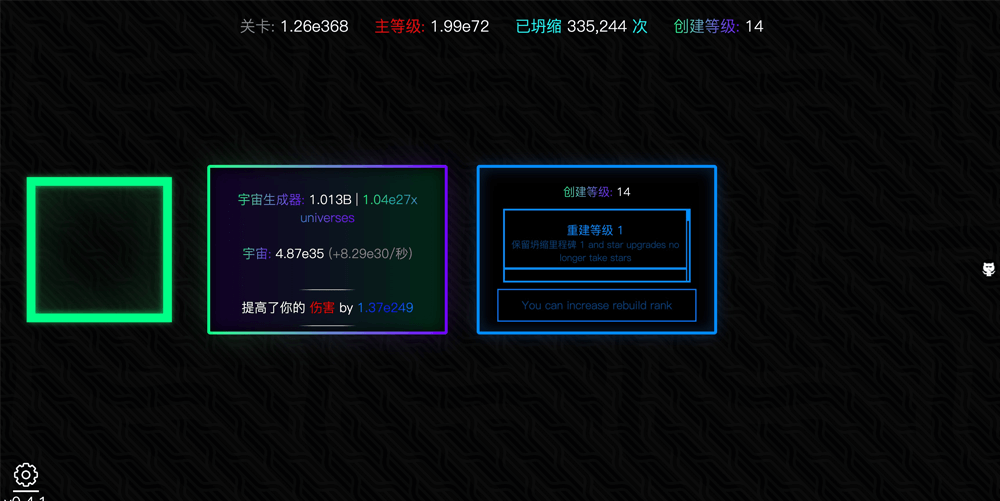 关卡: 1.26e368 主等级: 1.99e72 已坍缩 335,244 次 创建等级: 14
宇宙生成器: 1.013B | 1.04e27x
universes
宇宙: 4.87e35 (+8.29e30/秒)
提高了你的 伤害 by 1.37e249
创建等级: 14
重建等级 1
保留坍缩里程碑 1 and star upgrades no
longer take stars
You can increase rebuild rank
v0.4.1